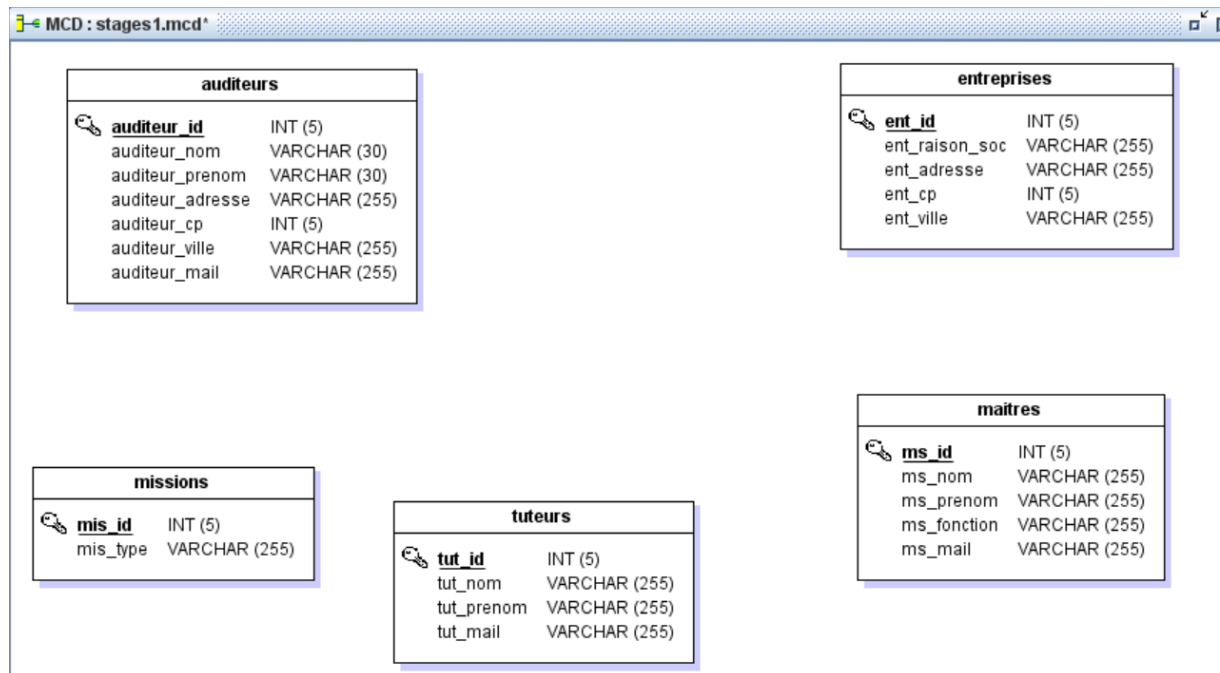 MCD : stages1.mcd*
auditeurs
auditeur_id INT (5)
auditeur_nom VARCHAR (30)
auditeur_prenom VARCHAR (30)
auditeur_adresse VARCHAR (255)
auditeur_cp INT (5)
auditeur_ville VARCHAR (255)
auditeur_mail VARCHAR (255)
entreprises
ent_id INT (5)
ent_raison_soc VARCHAR (255)
ent_adresse VARCHAR (255)
ent_cp INT (5)
ent_ville VARCHAR (255)
missions
mis_id INT (5)
mis_type VARCHAR (255)
tuteurs
tut_id INT (5)
tut_nom VARCHAR (255)
tut_prenom VARCHAR (255)
tut_mail VARCHAR (255)
maitres
ms_id INT (5)
ms_nom VARCHAR (255)
ms_prenom VARCHAR (255)
ms_fonction VARCHAR (255)
ms_mail VARCHAR (255)